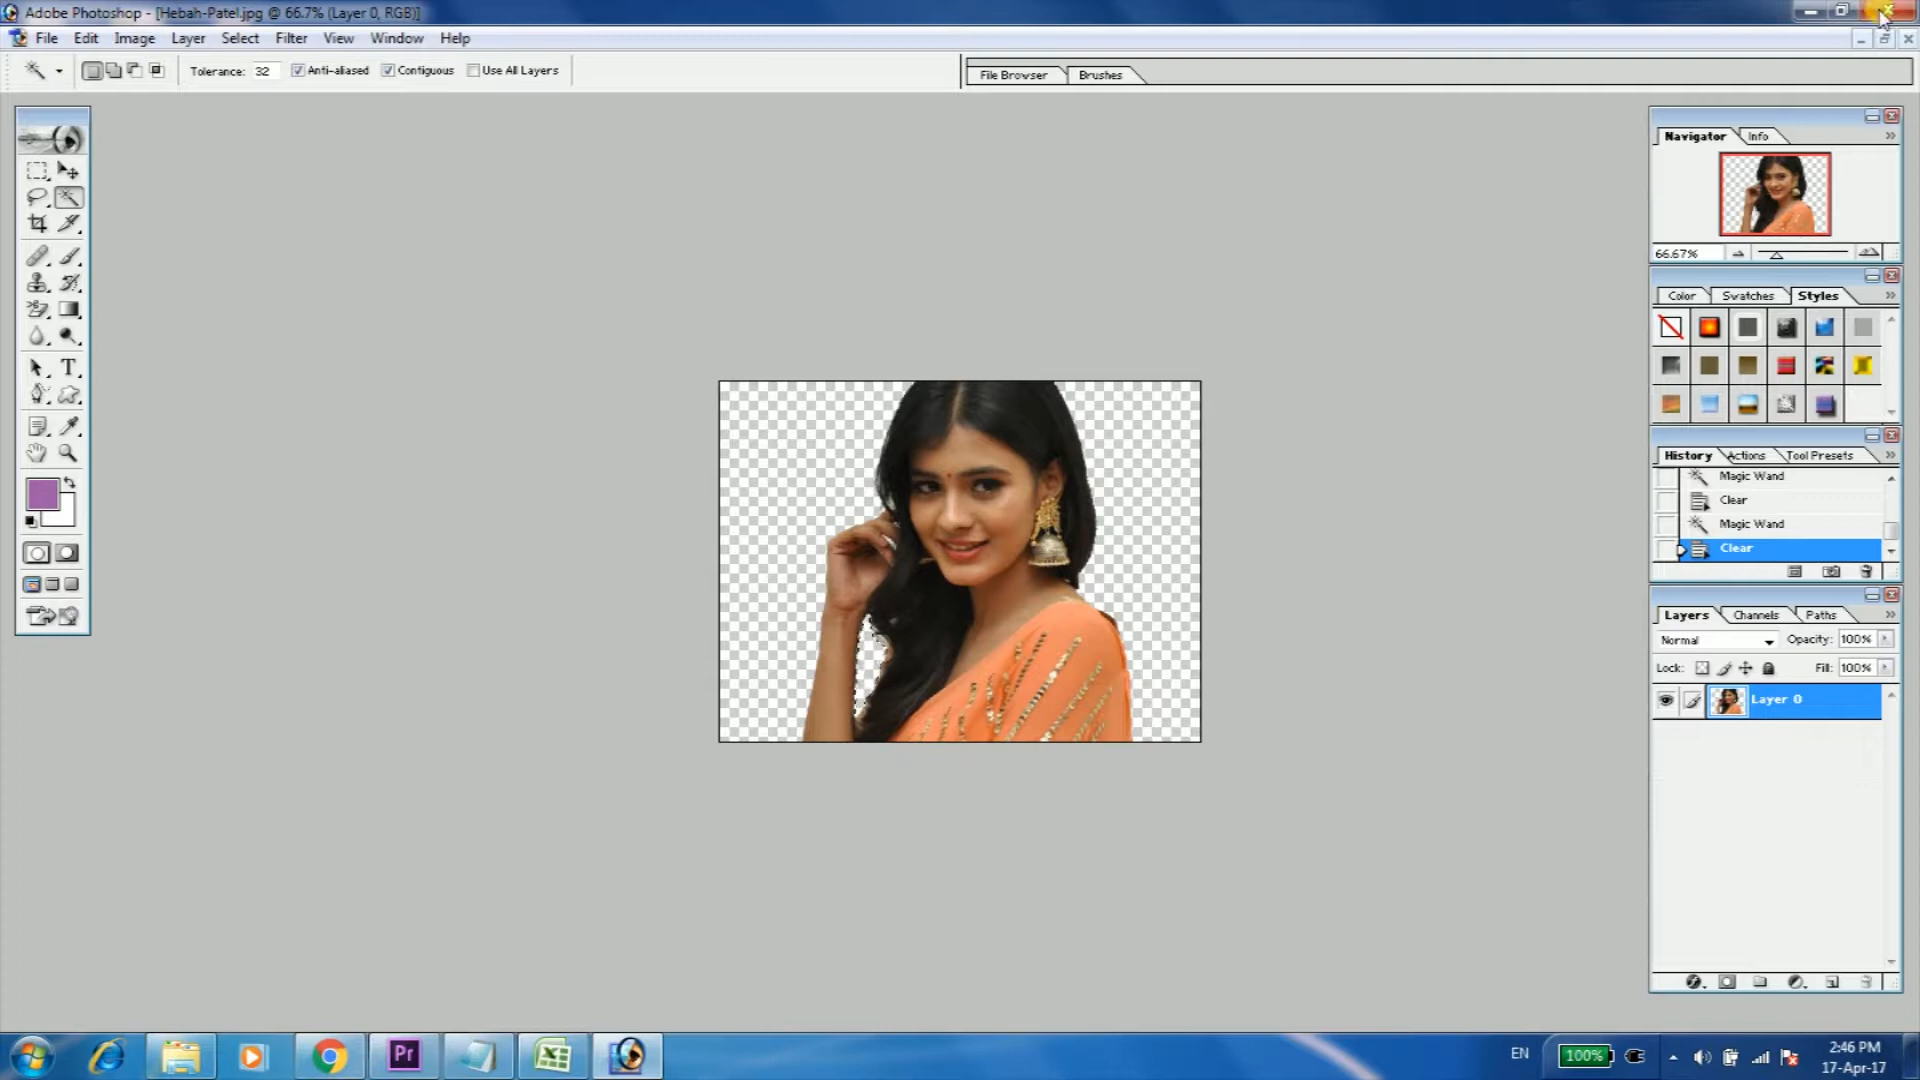 Adobe Photoshop - [Hebah-Patel.jpg @ 66.7% (Layer 0, RGB)]
File Edit Image Layer Select Filter View Window Help
Tolerance: 32 Anti-aliased Contiguous Use All Layers
File Browser Brushes
Navigator Info
66.67%
Color Swatches Styles
History Actions Tool Presets
Magic Wand
Clear
Magic Wand
Clear
Layers Channels Paths
Normal Opacity: 100%
Lock: Fill: 100%
Layer 0
T
Pr
EN
100%
2:46 PM
17-Apr-17